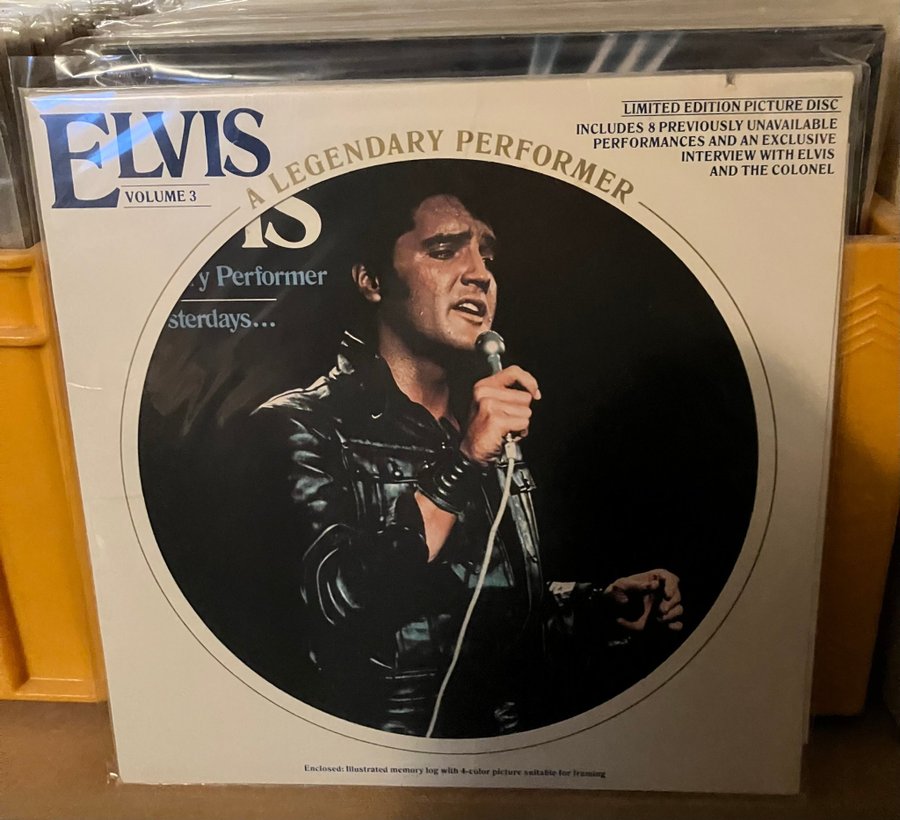 ELVIS
VOLUME 3
A LEGENDARY PERFORMER
LIMITED EDITION PICTURE DISC
INCLUDES 8 PREVIOUSLY UNAVAILABLE
PERFORMANCES AND AN EXCLUSIVE
INTERVIEW WITH ELVIS
AND THE COLONEL
IS
y Performer
sterdays...
Enclosed: Illustrated memory log with 4-color picture suitable for framing